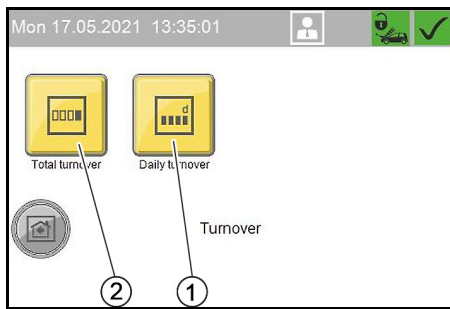 Mon 17.05.2021 13:35:01
d
Total turnover Daily turnover
Turnover
2 1